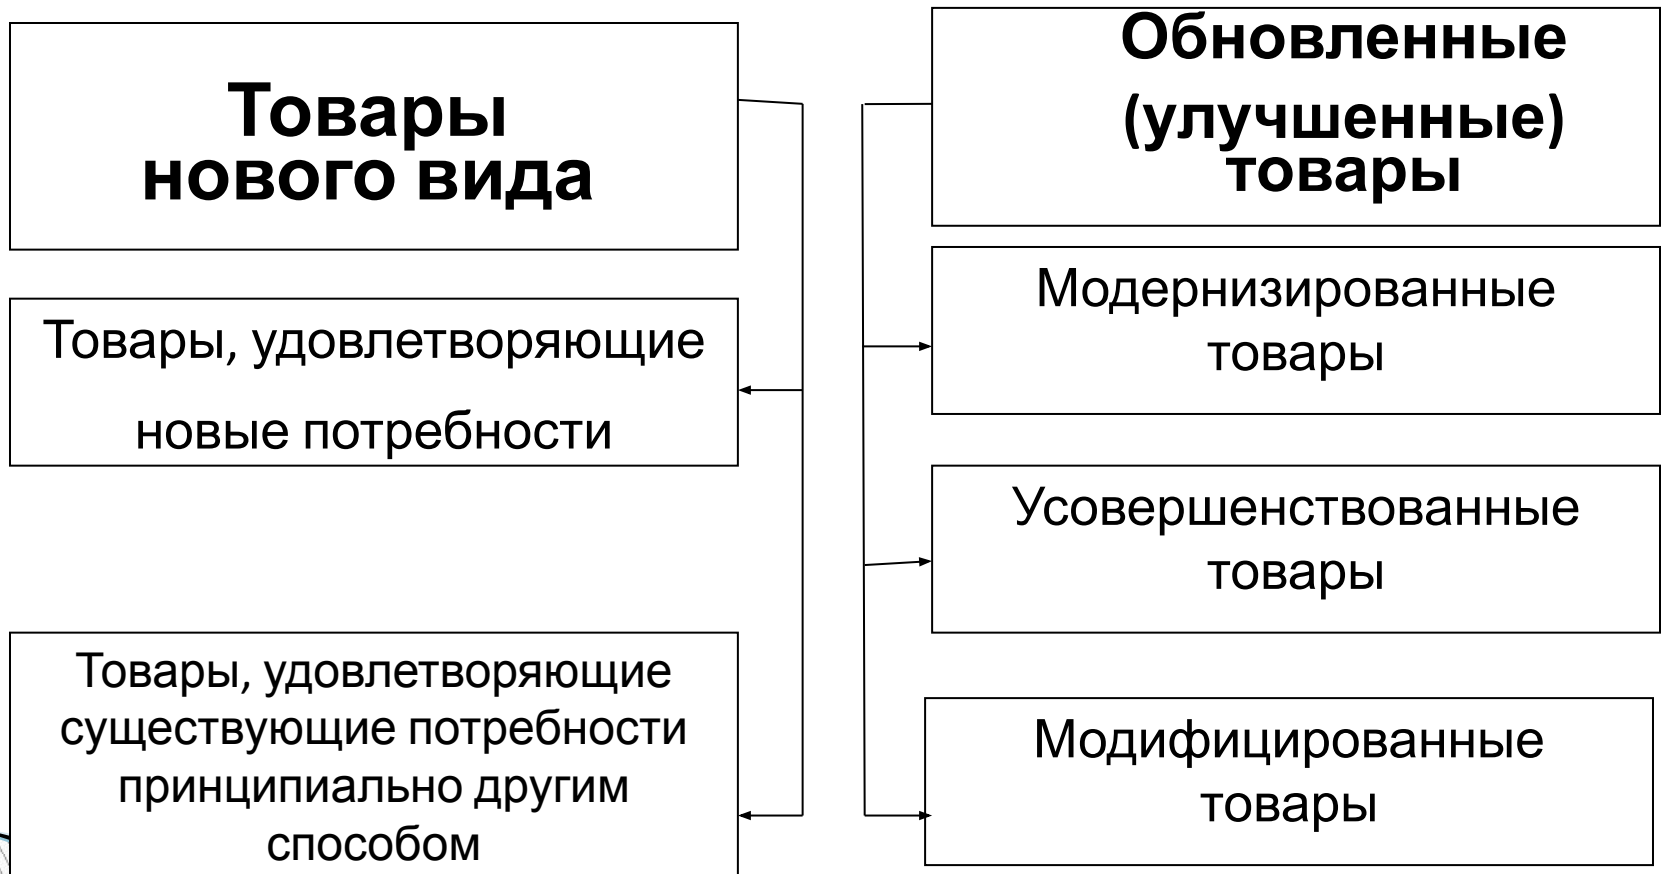 Товары
нового вида
Товары, удовлетворяющие
новые потребности
Товары, удовлетворяющие
существующие потребности
принципиально другим
способом
Обновленные
(улучшенные)
товары
Модернизированные
товары
Усовершенствованные
товары
Модифицированные
товары